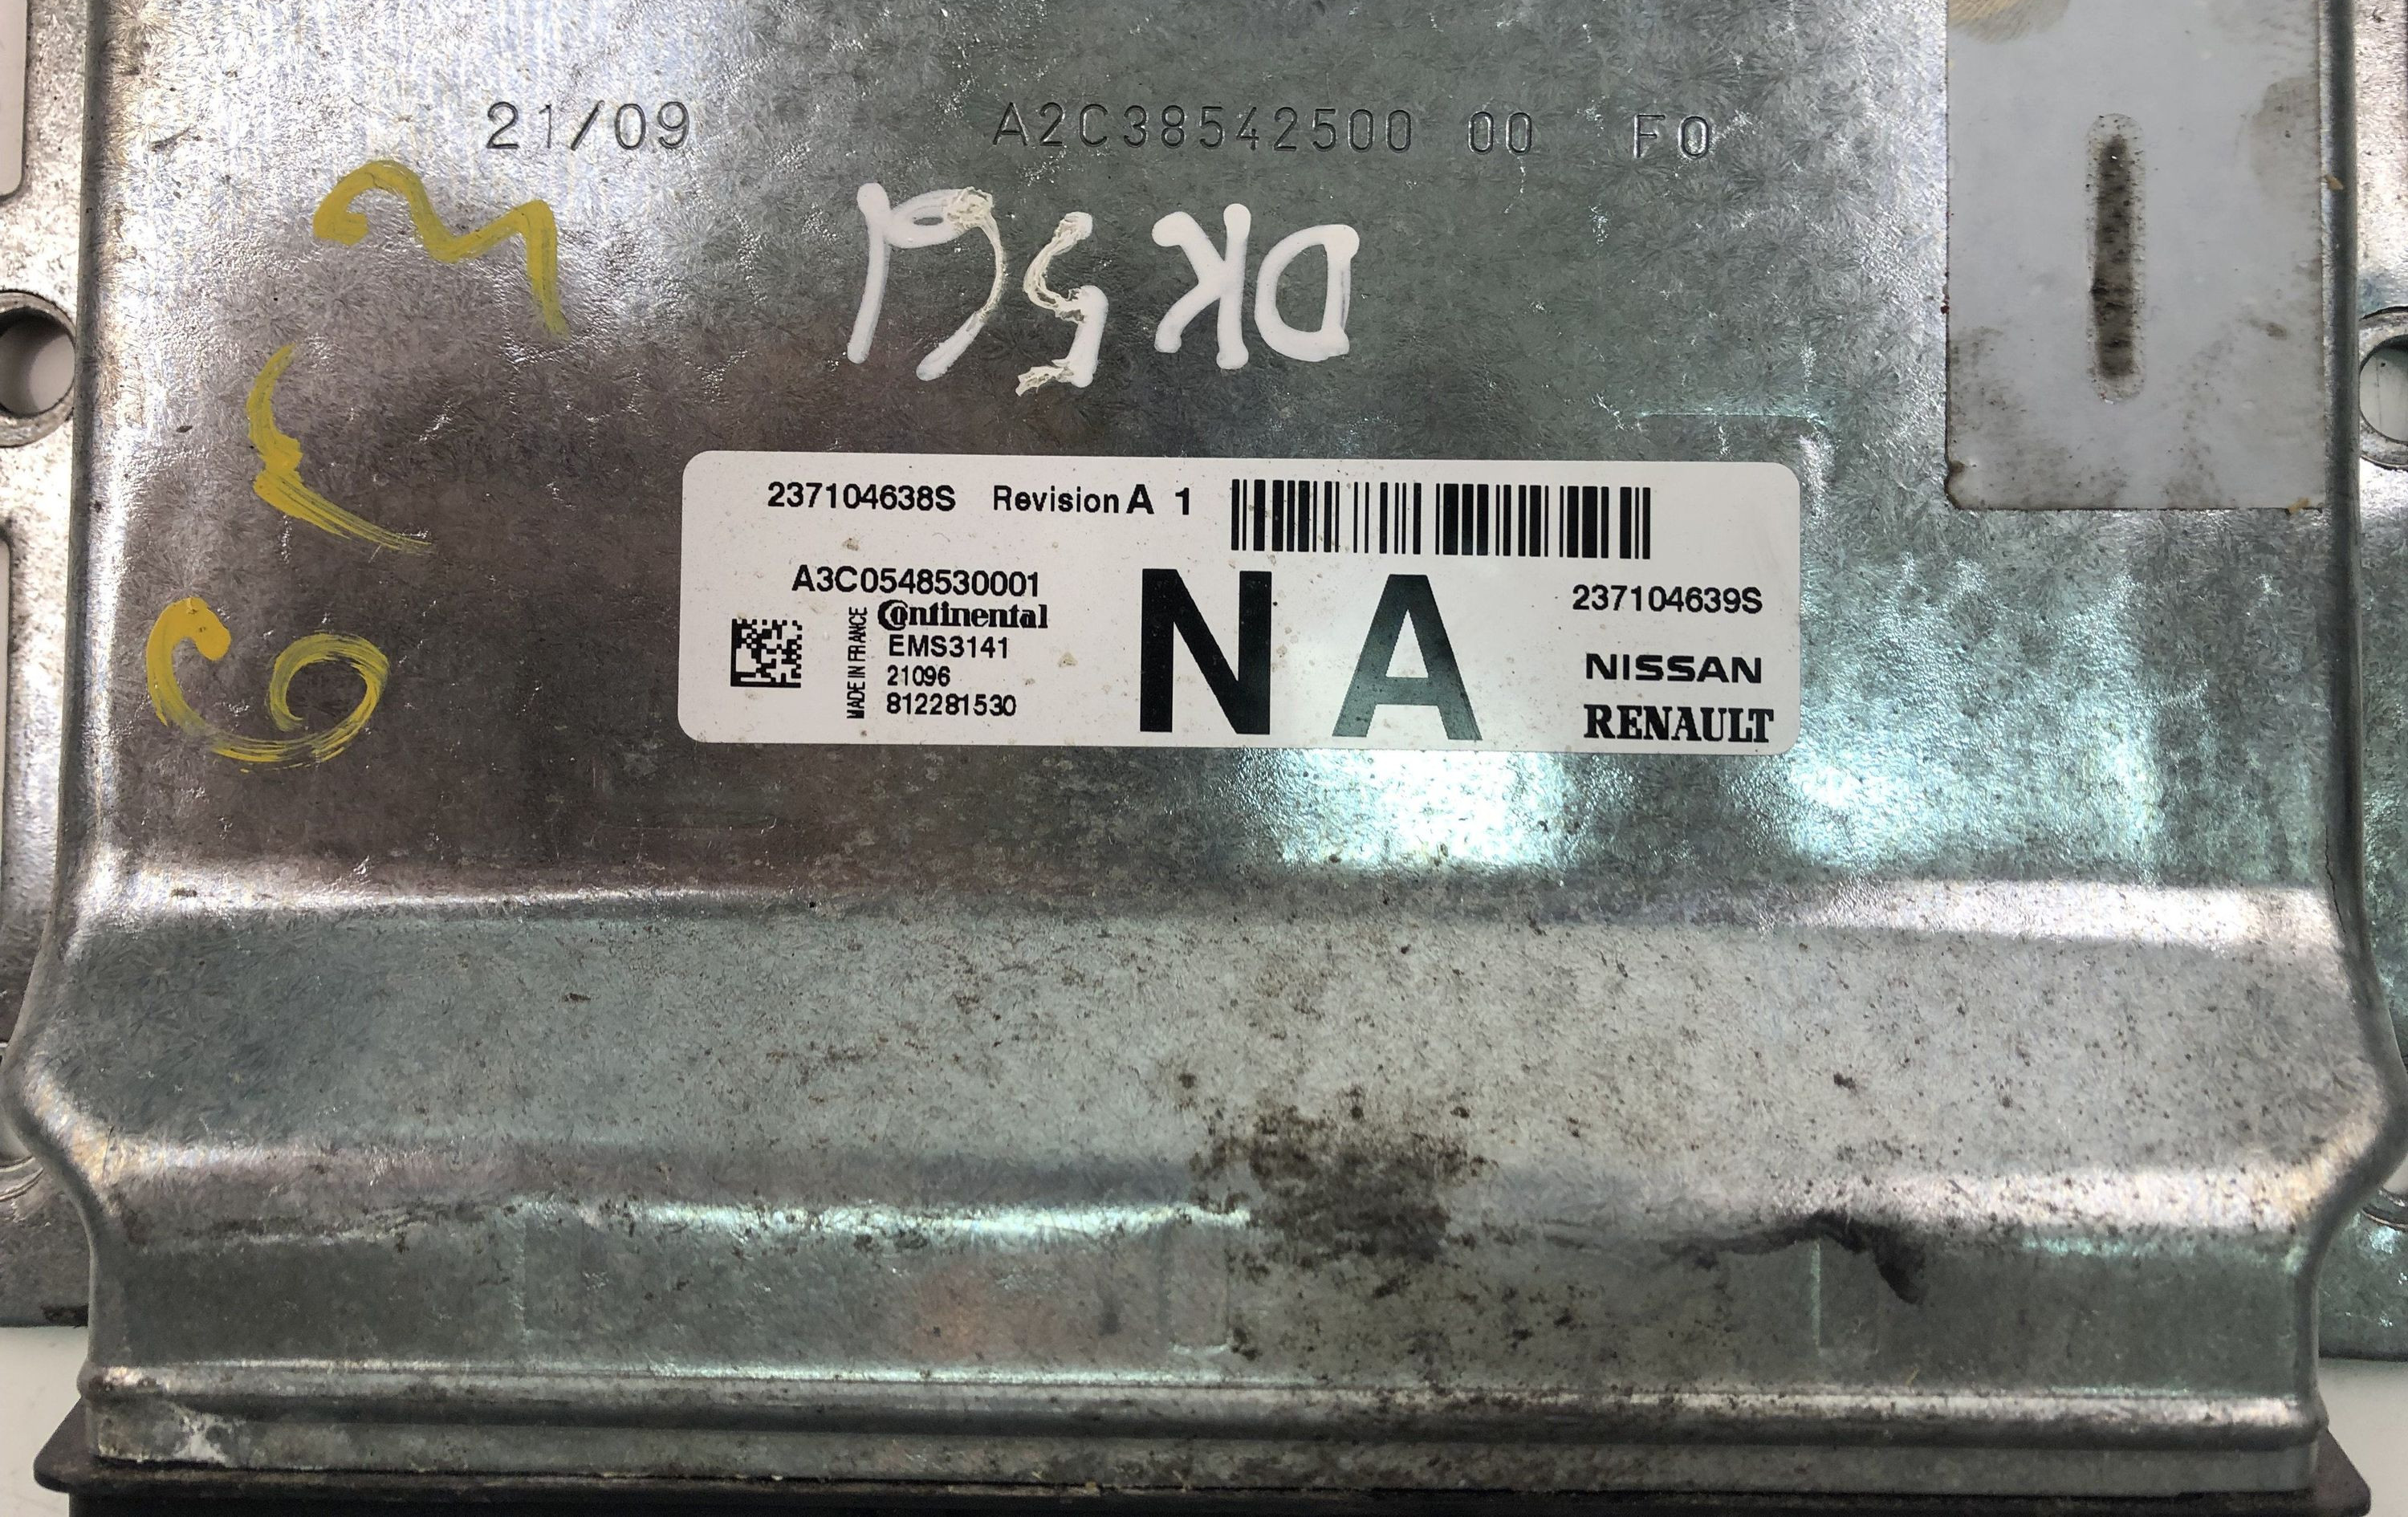 21/09 A2C38542500 00 F0
237104638S Revision A 1
A3C0548530001
Continental
MADE IN FRANCE
EMS3141
21096
812281530
NA
237104639S
NISSAN
RENAULT